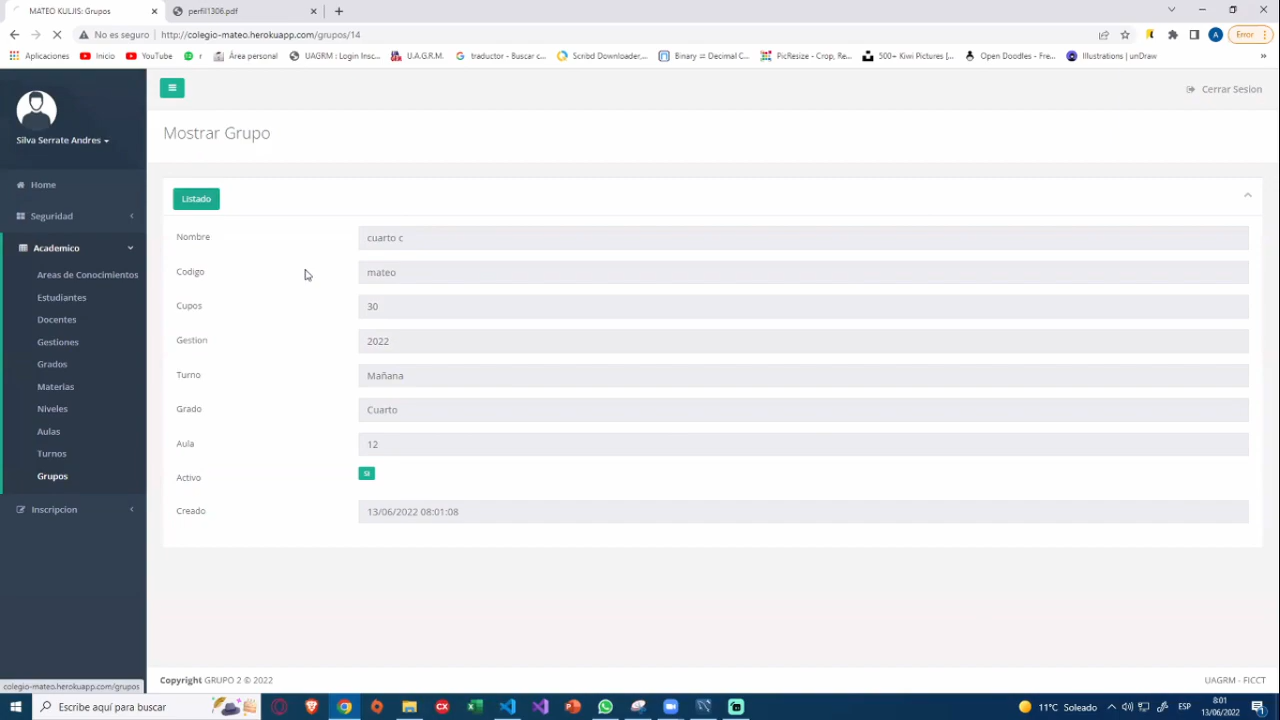 MATEO KULJIS: Grupos
perfil1306.pdf
No es seguro
http://colegio-mateo.herokuapp.com/grupos/14
Error
Aplicaciones
Inicio
YouTube
(19)
Área personal
UAGRM : Login Insc...
U.A.G.R.M.
traductor - Buscar c...
Scribd Downloader,...
Binary = Decimal C...
PicResize - Crop, Re...
500+ Kiwi Pictures [...
Open Doodles - Fre...
Illustrations | unDraw
Silva Serrate Andres
Cerrar Sesion
Mostrar Grupo
Home
Seguridad
Academico
Areas de Conocimientos
Estudiantes
Docentes
Gestiones
Grados
Materias
Niveles
Aulas
Turnos
Grupos
Inscripcion
Listado
Nombre cuarto c
Codigo mateo
Cupos 30
Gestion 2022
Turno Mañana
Grado Cuarto
Aula 12
Activo SI
Creado 13/06/2022 08:01:08
Copyright GRUPO 2 © 2022
UAGRM - FICCT
colegio-mateo.herokuapp.com/grupos
Escribe aquí para buscar
11°C Soleado
ESP
8:01
13/06/2022